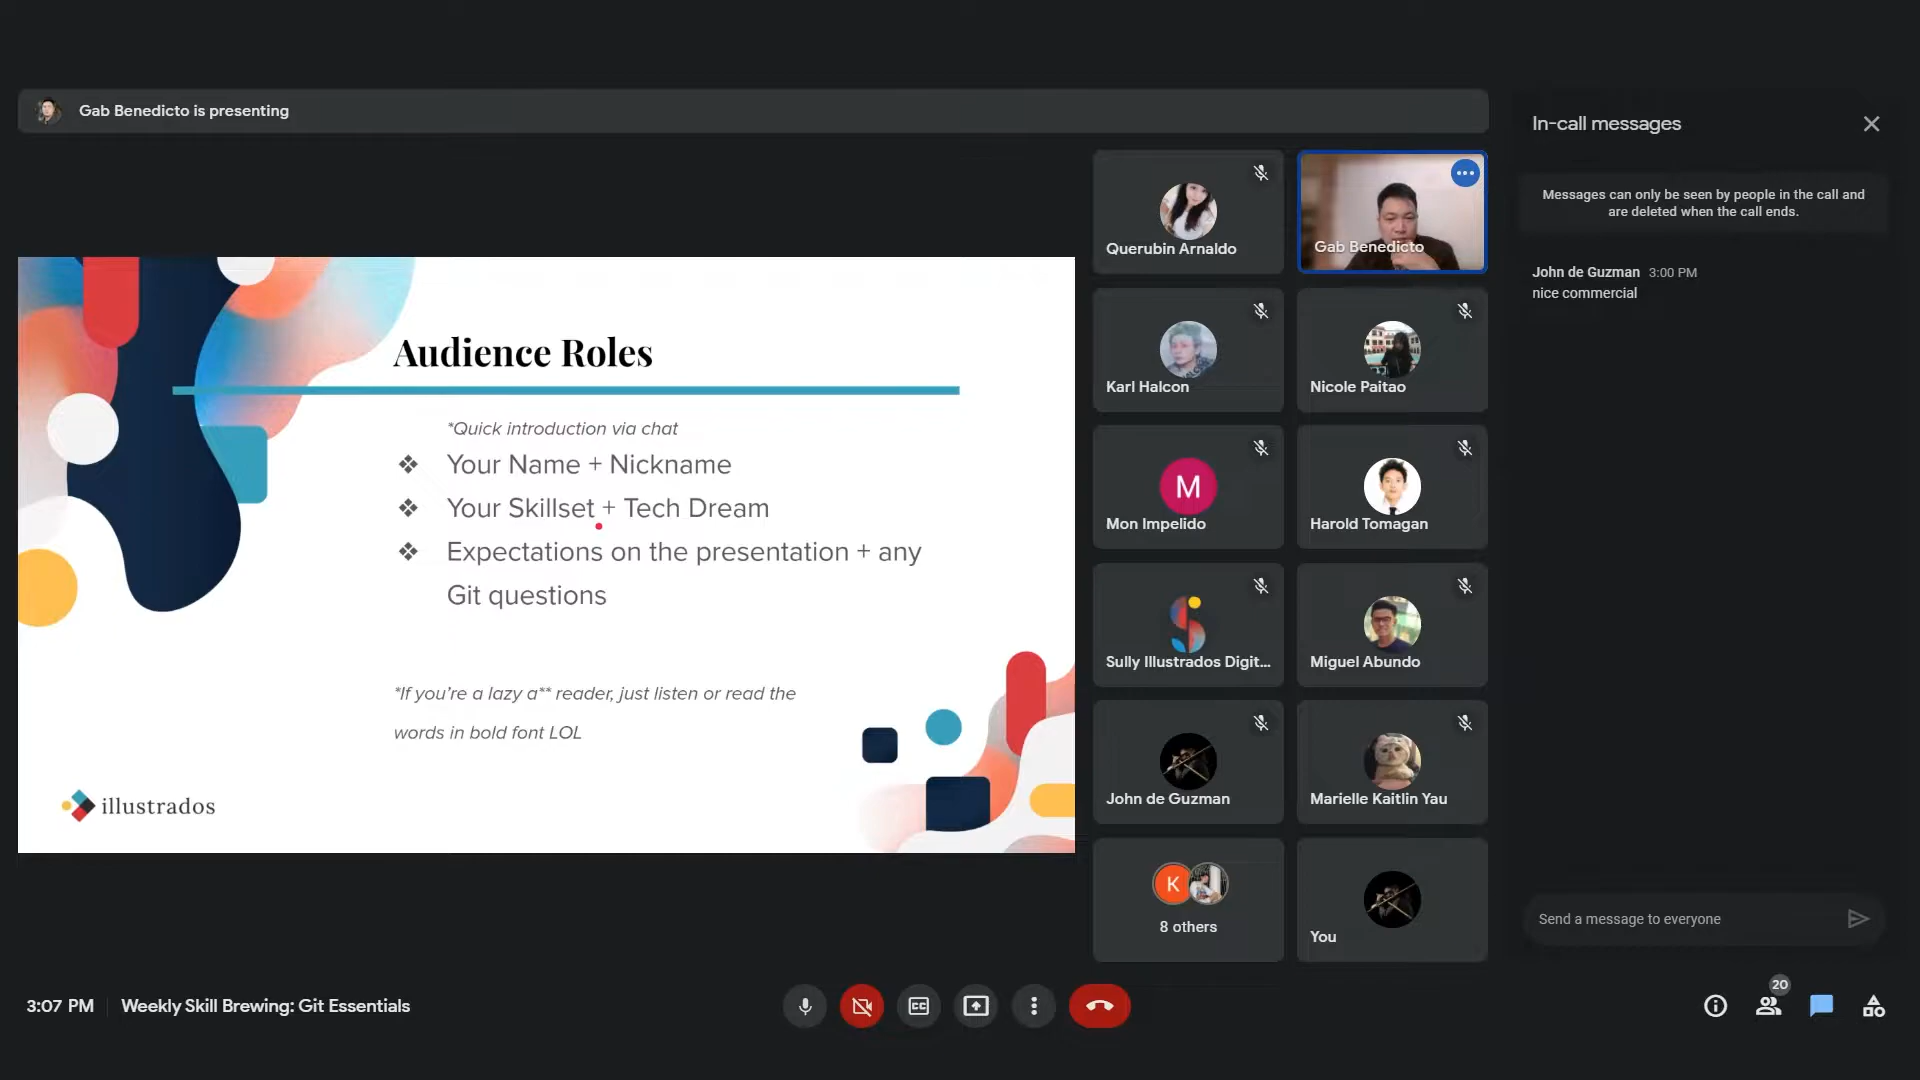 Gab Benedicto is presenting
Audience Roles
*Quick introduction via chat
❖ Your Name + Nickname
❖ Your Skillset + Tech Dream
❖ Expectations on the presentation + any
Git questions
*If you're a lazy a** reader, just listen or read the
words in bold font LOL
illustrados
Querubin Arnaldo
Gab Benedicto
Karl Halcon
Nicole Paitao
M
Mon Impelido
Harold Tomagan
Sully Illustrados Digit...
Miguel Abundo
John de Guzman
Marielle Kaitlin Yau
K
8 others
You
In-call messages
Messages can only be seen by people in the call and
are deleted when the call ends.
John de Guzman 3:00 PM
nice commercial
Send a message to everyone
3:07 PM | Weekly Skill Brewing: Git Essentials
CC
20